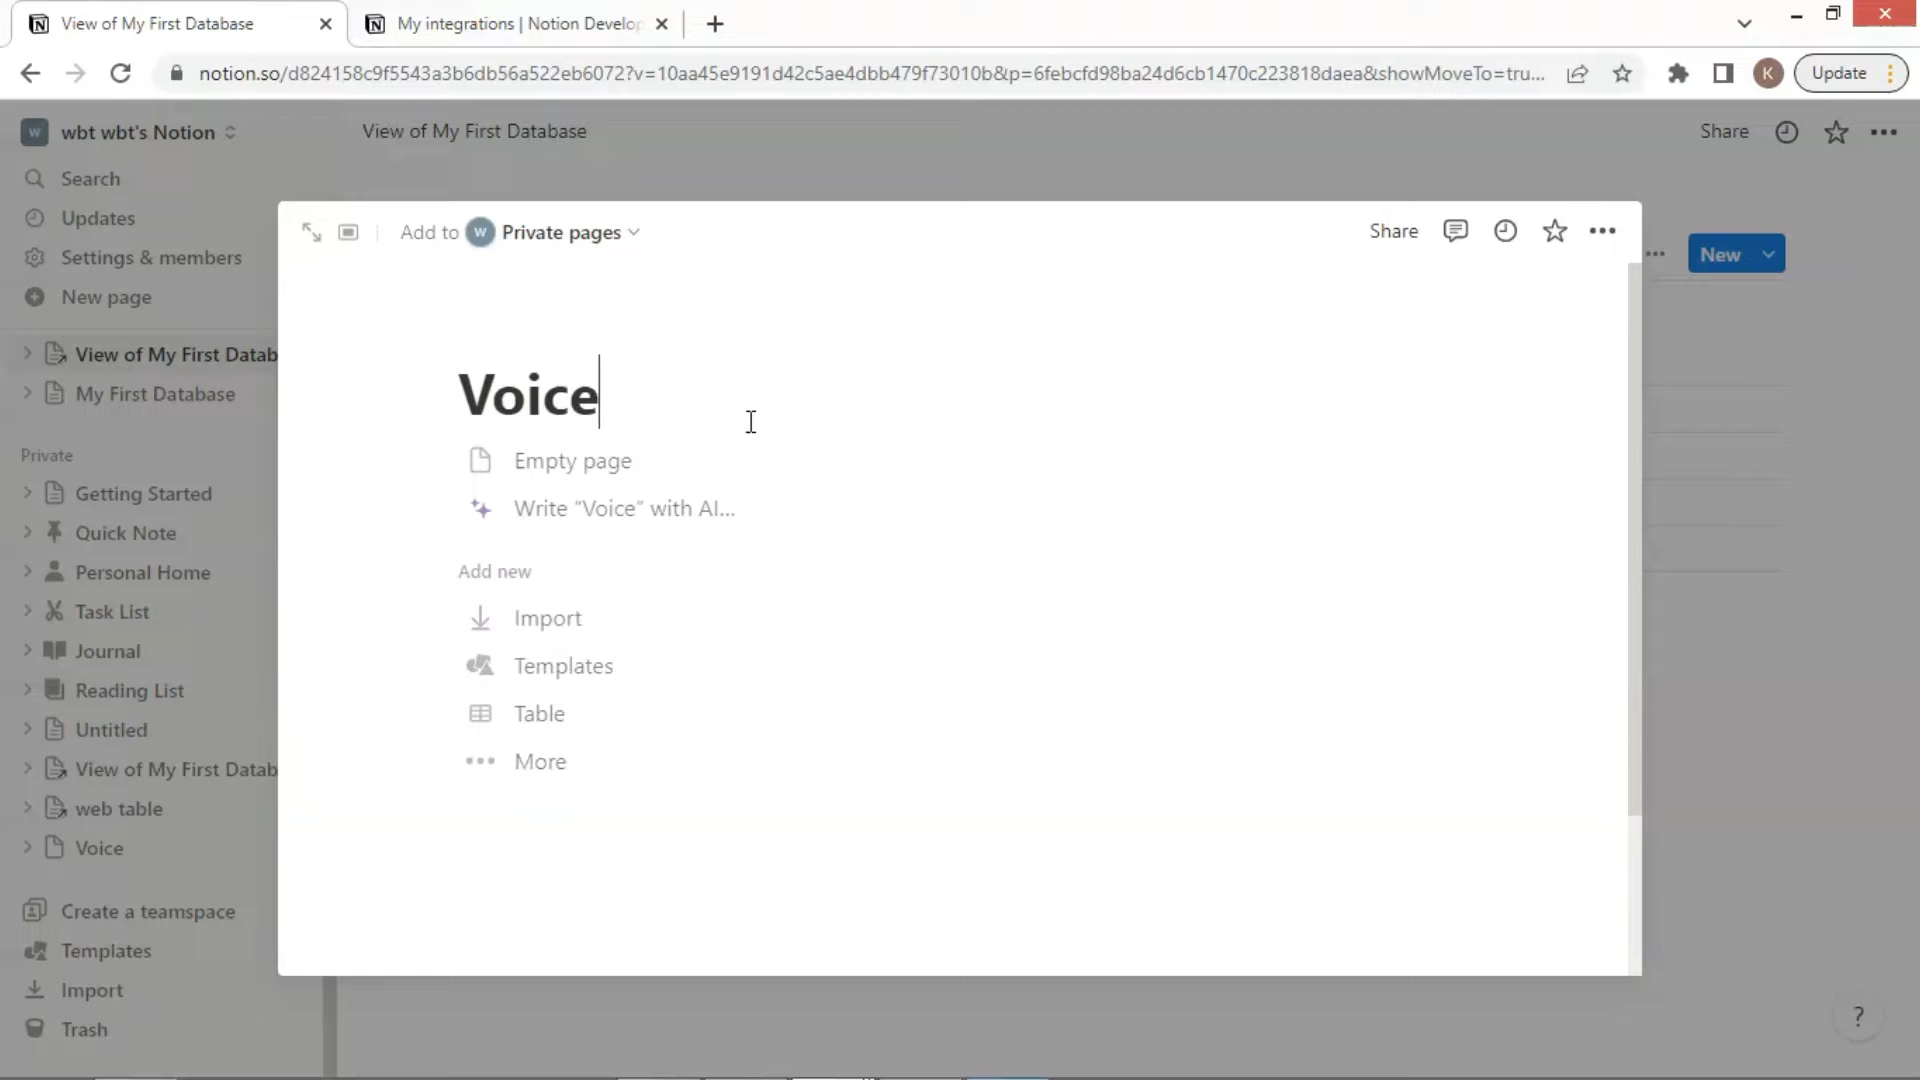 View of My First Database
My integrations | Notion Develop
notion.so/d824158c9f5543a3b6db56a522eb6072?v=10aa45e9191d42c5ae4dbb479f73010b&p=6febcfd98ba24d6cb1470c223818daea&showMoveTo=tru...
K
Update
W wbt wbt's Notion
View of My First Database
Share
Search
Updates
Settings & members
New page
View of My First Datab
My First Database
Private
Getting Started
Quick Note
Personal Home
Task List
Journal
Reading List
Untitled
View of My First Datab
web table
Voice
Create a teamspace
Templates
Import
Trash
Add to W Private pages
Share
New
Voice
Empty page
Write “Voice” with AI...
Add new
Import
Templates
Table
More
?